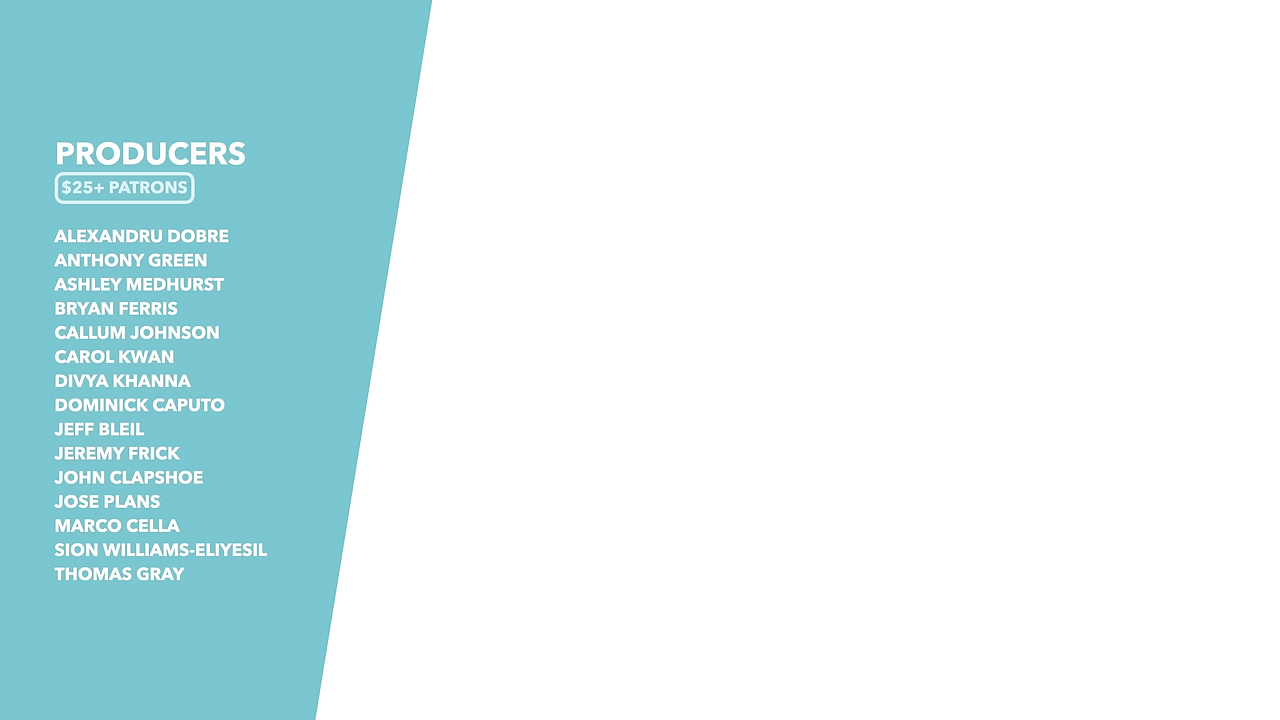 PRODUCERS
$25+ PATRONS
ALEXANDRU DOBRE
ANTHONY GREEN
ASHLEY MEDHURST
BRYAN FERRIS
CALLUM JOHNSON
CAROL KWAN
DIVYA KHANNA
DOMINICK CAPUTO
JEFF BLEIL
JEREMY FRICK
JOHN CLAPSHOE
JOSE PLANS
MARCO CELLA
SION WILLIAMS-ELIYESIL
THOMAS GRAY